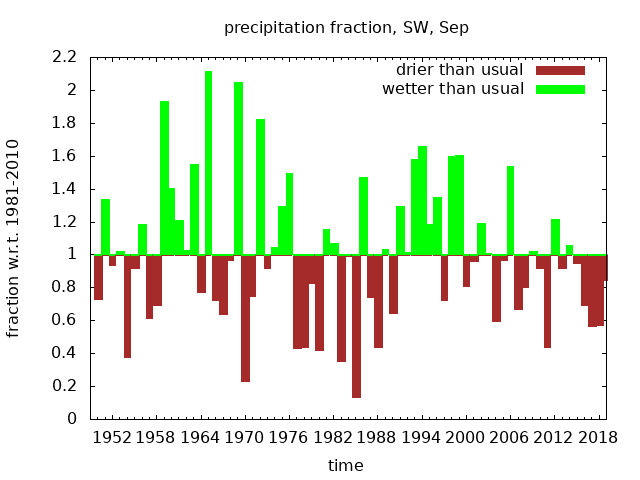 precipitation fraction, SW, Sep
drier than usual
wetter than usual
fraction w.r.t. 1981-2010
2.2
2
1.8
1.6
1.4
1.2
1
0.8
0.6
0.4
0.2
0
1952 1958 1964 1970 1976 1982 1988 1994 2000 2006 2012 2018
time